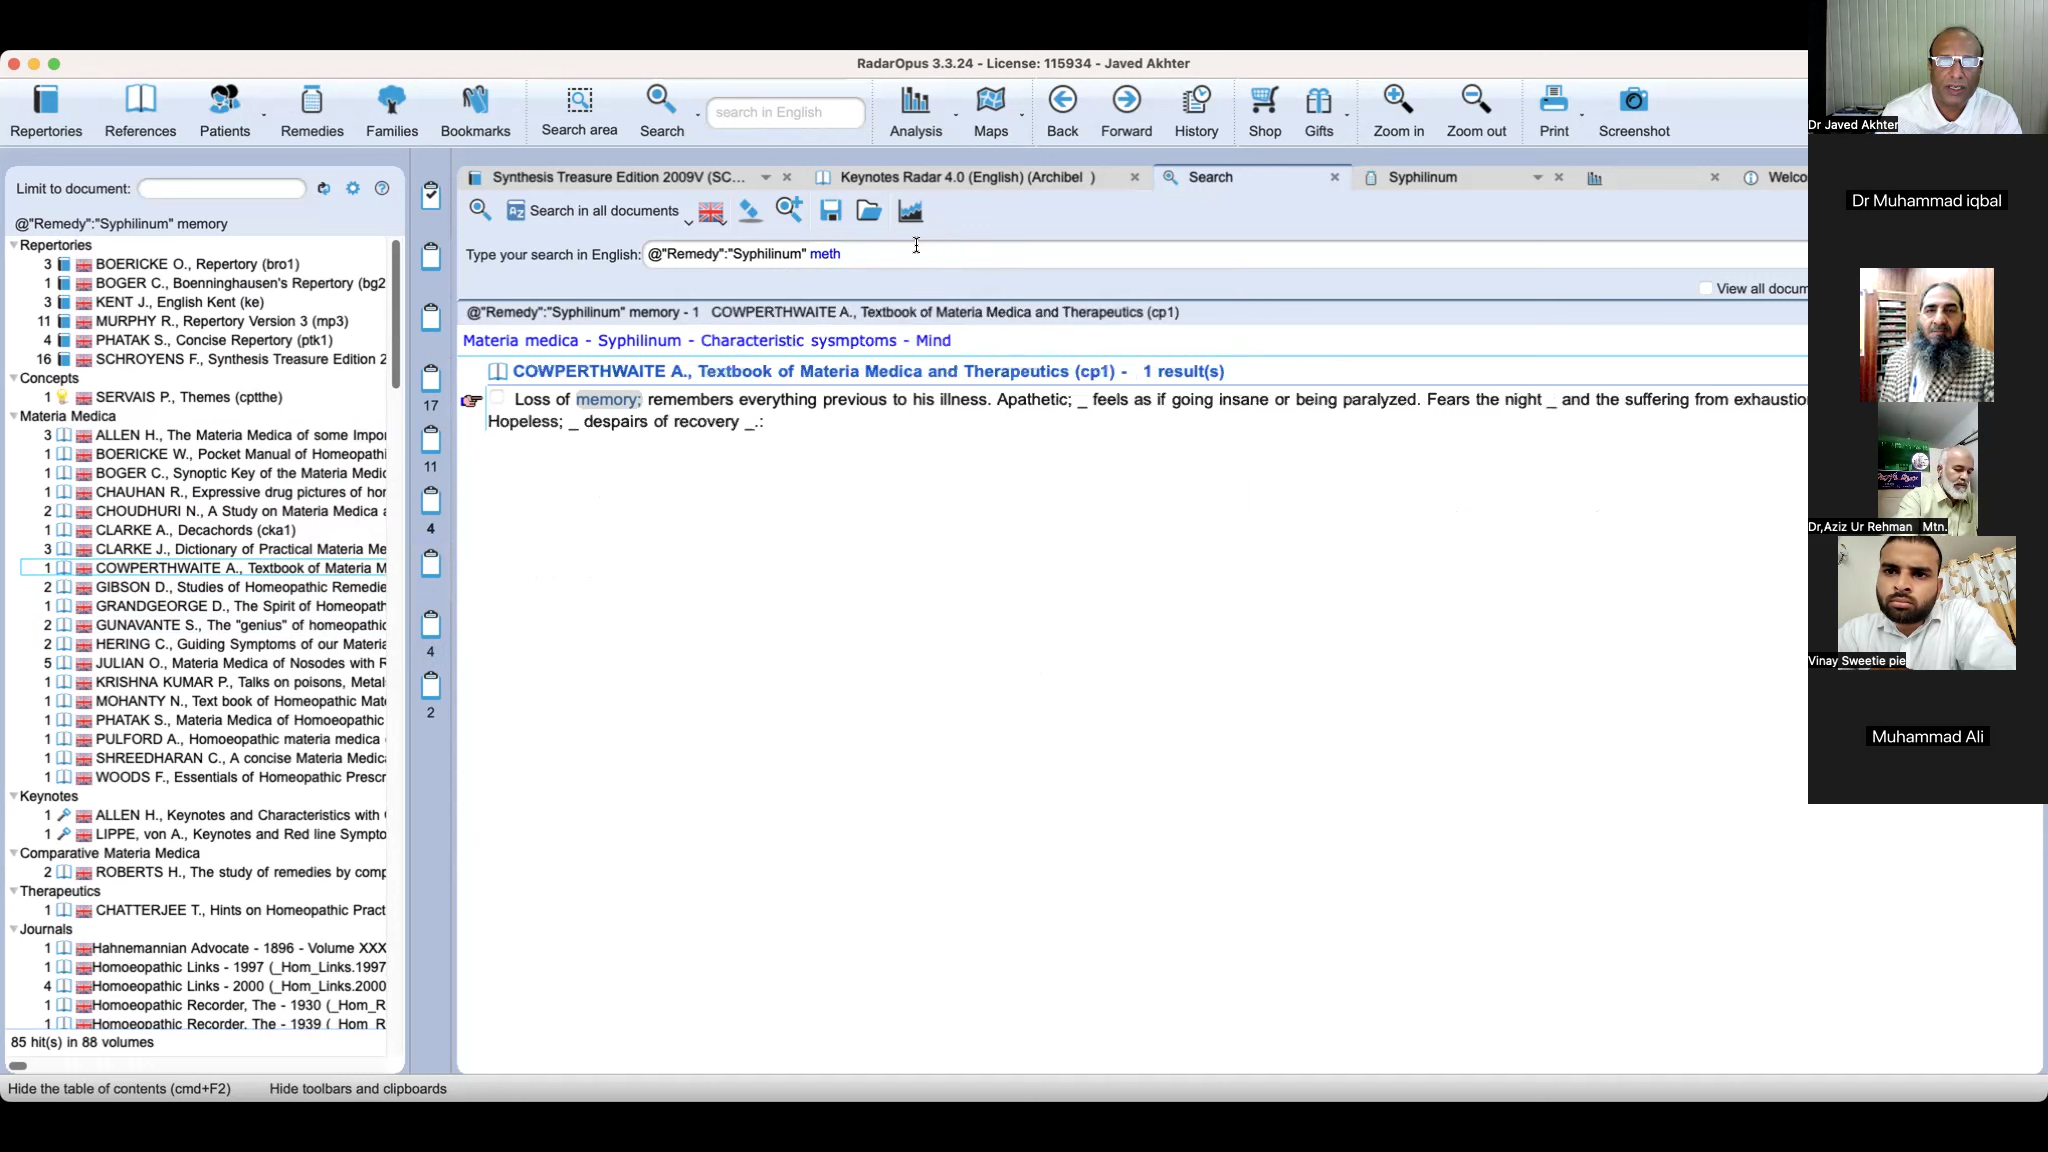 RadarOpus 3.3.24 - License: 115934 - Javed Akhter
Repertories
References
Patients
Remedies
Families
Bookmarks
Search area
Search
search in English
Analysis
Maps
Back
Forward
History
Shop
Gifts
Zoom in
Zoom out
Print
Screenshot
Limit to document:
@"Remedy":"Syphilinum" memory
Repertories
3 BOERICKE O., Repertory (bro1)
1 BOGER C., Boenninghausen's Repertory (bg2
3 KENT J., English Kent (ke)
11 MURPHY R., Repertory Version 3 (mp3)
4 PHATAK S., Concise Repertory (ptk1)
16 SCHROYENS F., Synthesis Treasure Edition 2
Concepts
1 SERVAIS P., Themes (cptthe)
Materia Medica
3 ALLEN H., The Materia Medica of some Impor
1 BOERICKE W., Pocket Manual of Homeopathi
1 BOGER C., Synoptic Key of the Materia Medic
1 CHAUHAN R., Expressive drug pictures of hor
2 CHOUDHURI N., A Study on Materia Medica a
1 CLARKE A., Decachords (cka1)
3 CLARKE J., Dictionary of Practical Materia Me
1 COWPERTHWAITE A., Textbook of Materia M
2 GIBSON D., Studies of Homeopathic Remedie
1 GRANDGEORGE D., The Spirit of Homeopath
2 GUNAVANTE S., The "genius" of homeopathic
2 HERING C., Guiding Symptoms of our Materia
5 JULIAN O., Materia Medica of Nosodes with R
1 KRISHNA KUMAR P., Talks on poisons, Metal
1 MOHANTY N., Text book of Homeopathic Mate
1 PHATAK S., Materia Medica of Homoeopathic
1 PULFORD A., Homoeopathic materia medica
1 SHREEDHARAN C., A concise Materia Medica
1 WOODS F., Essentials of Homeopathic Prescr
Keynotes
1 ALLEN H., Keynotes and Characteristics with
1 LIPPE, von A., Keynotes and Red line Sympto
Comparative Materia Medica
2 ROBERTS H., The study of remedies by comp
Therapeutics
1 CHATTERJEE T., Hints on Homeopathic Pract
Journals
1 Hahnemannian Advocate - 1896 - Volume XXX
1 Homoeopathic Links - 1997 (_Hom_Links.1997
4 Homoeopathic Links - 2000 (_Hom_Links.2000
1 Homoeopathic Recorder, The - 1930 (_Hom_R
1 Homoeopathic Recorder, The - 1939 (_Hom_R
85 hit(s) in 88 volumes
Hide the table of contents (cmd+F2)
Hide toolbars and clipboards
17
11
4
4
2
Synthesis Treasure Edition 2009V (SC...
Keynotes Radar 4.0 (English) (Archibel )
Search
Syphilinum
Welco
Search in all documents
Type your search in English: @"Remedy":"Syphilinum" meth
View all docum
@"Remedy":"Syphilinum" memory - 1 COWPERTHWAITE A., Textbook of Materia Medica and Therapeutics (cp1)
Materia medica - Syphilinum - Characteristic sysmptoms - Mind
COWPERTHWAITE A., Textbook of Materia Medica and Therapeutics (cp1) - 1 result(s)
Loss of memory; remembers everything previous to his illness. Apathetic; _ feels as if going insane or being paralyzed. Fears the night _ and the suffering from exhaustio
Hopeless; _ despairs of recovery _.:
Dr Javed Akhter
Dr Muhammad iqbal
Dr,Aziz Ur Rehman Mtn.
Vinay Sweetie pie
Muhammad Ali